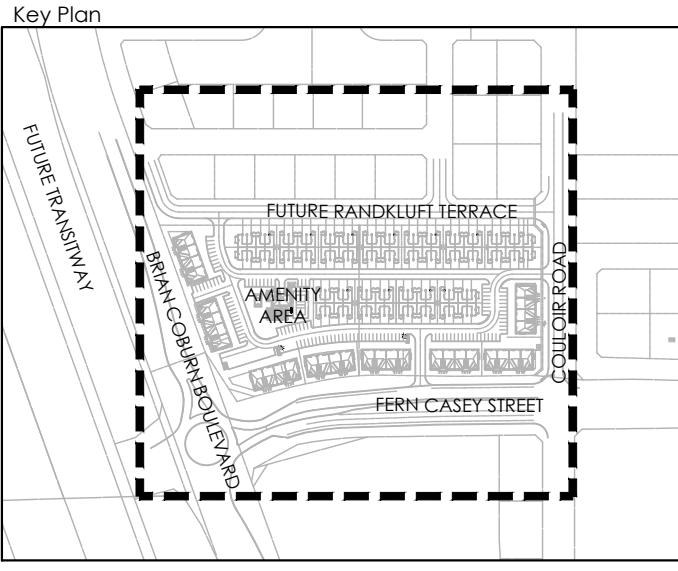 Key Plan
FUTURE TRANSITWAY
FUTURE RANDKLUFT TERRACE
BRIAN COBURN BOULEVARD
AMENITY
AREA
COULOIR ROAD
FERN CASEY STREET